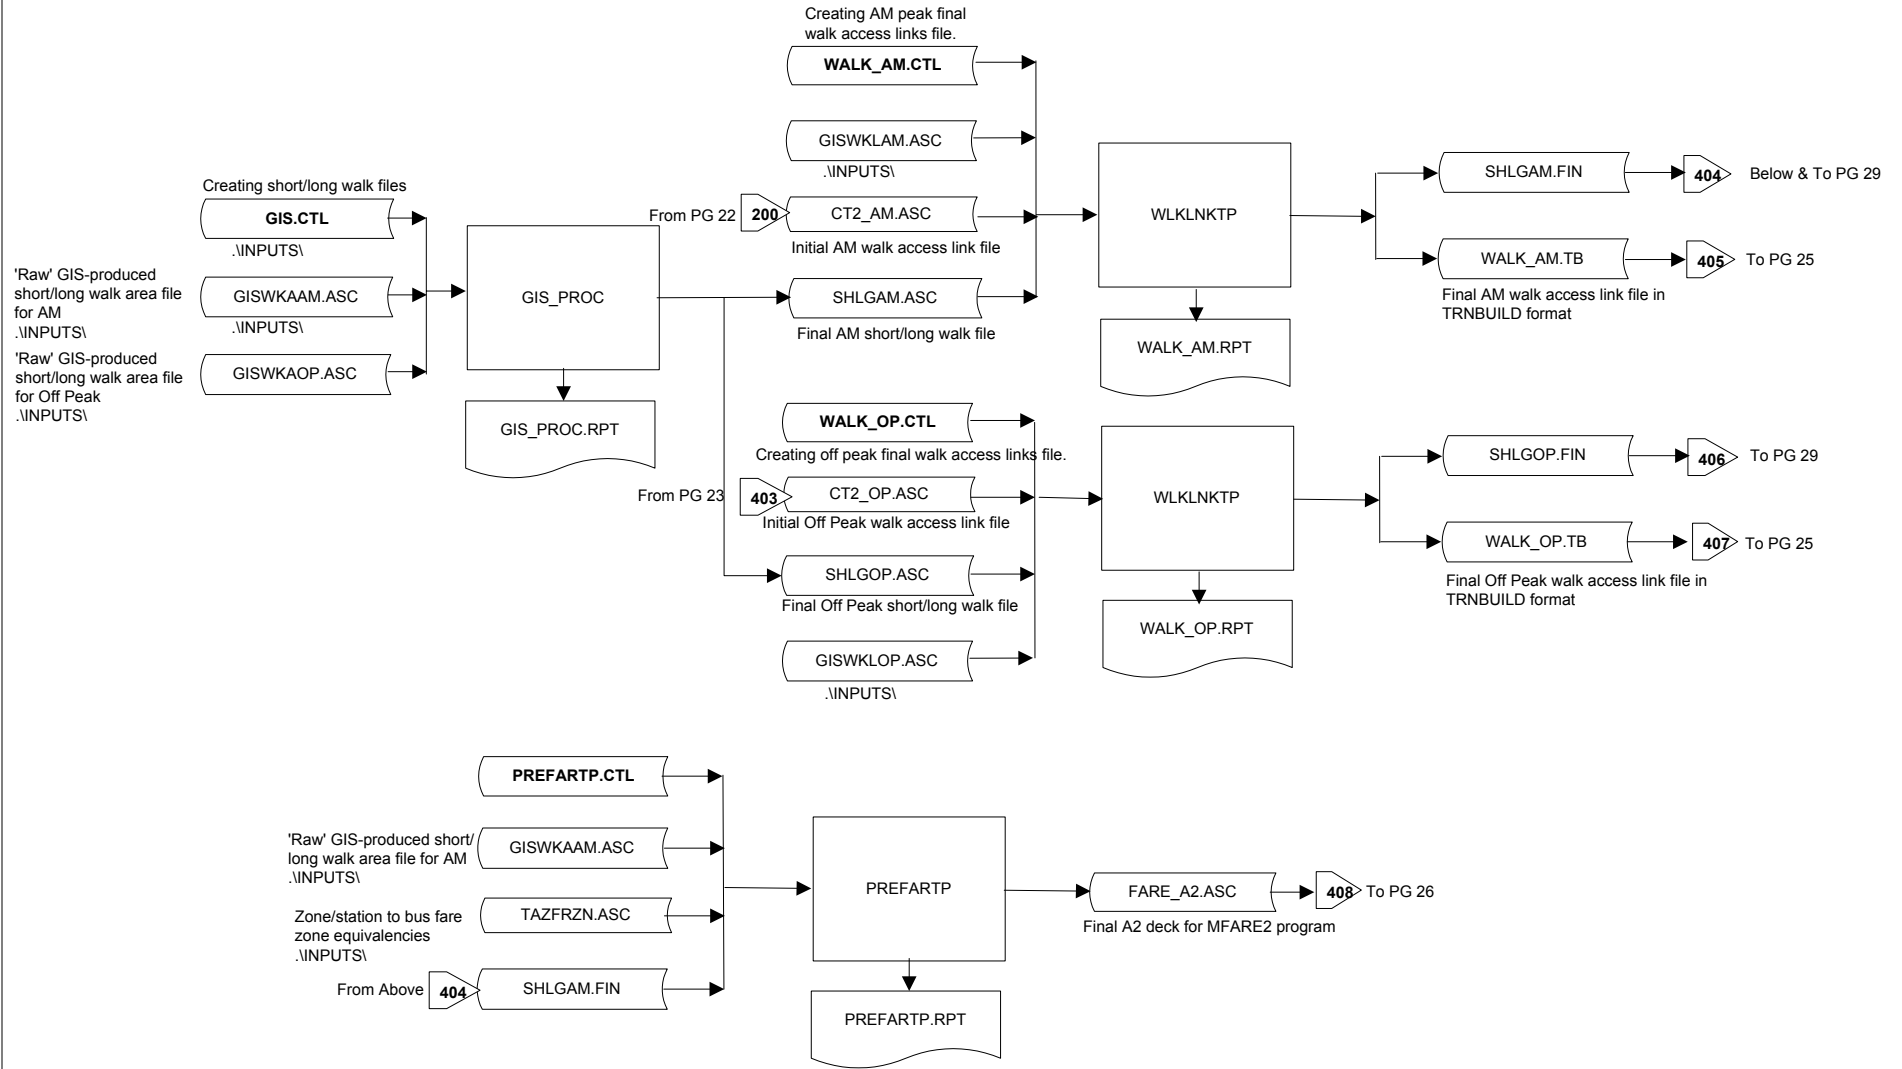 Creating AM peak final
walk access links file.
WALK_AM.CTL
GISWKLAM.ASC
.\INPUTS\
From PG 22
200
CT2_AM.ASC
Initial AM walk access link file
SHLGAM.ASC
Final AM short/long walk file
Creating short/long walk files
GIS.CTL
.\INPUTS\
'Raw' GIS-produced
short/long walk area file
for AM
.\INPUTS\
GISWKAAM.ASC
.\INPUTS\
'Raw' GIS-produced
short/long walk area file
for Off Peak
.\INPUTS\
GISWKAOP.ASC
GIS_PROC
GIS_PROC.RPT
WLKLNKTP
WALK_AM.RPT
SHLGAM.FIN
404
Below & To PG 29
WALK_AM.TB
405
To PG 25
Final AM walk access link file in
TRNBUILD format
WALK_OP.CTL
Creating off peak final walk access links file.
From PG 23
403
CT2_OP.ASC
Initial Off Peak walk access link file
SHLGOP.ASC
Final Off Peak short/long walk file
GISWKLOP.ASC
.\INPUTS\
WLKLNKTP
WALK_OP.RPT
SHLGOP.FIN
406
To PG 29
WALK_OP.TB
407
To PG 25
Final Off Peak walk access link file in
TRNBUILD format
PREFARTP.CTL
'Raw' GIS-produced short/
long walk area file for AM
.\INPUTS\
GISWKAAM.ASC
Zone/station to bus fare
zone equivalencies
.\INPUTS\
TAZFRZN.ASC
From Above
404
SHLGAM.FIN
PREFARTP
PREFARTP.RPT
FARE_A2.ASC
408
To PG 26
Final A2 deck for MFARE2 program